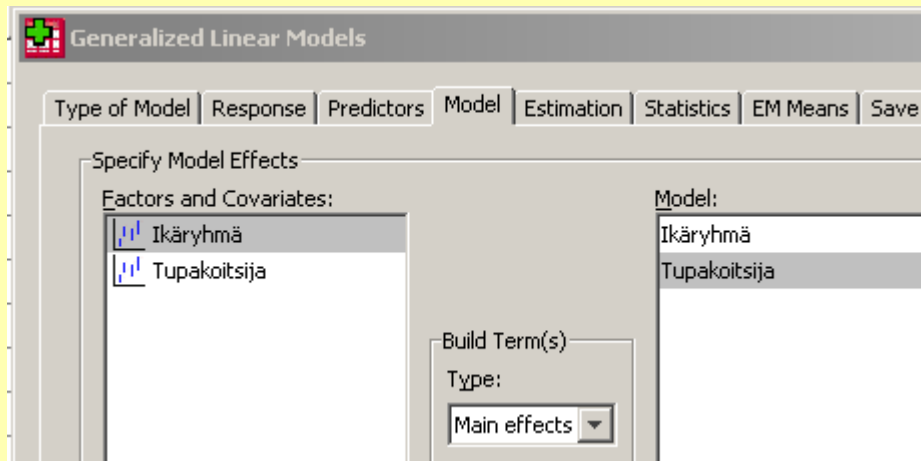 Generalized Linear Models
Type of Model Response Predictors Model Estimation Statistics EM Means Save
Specify Model Effects
Factors and Covariates:
Ikäryhmä
Tupakoitsija
Build Term(s)
Type:
Main effects
Model:
Ikäryhmä
Tupakoitsija